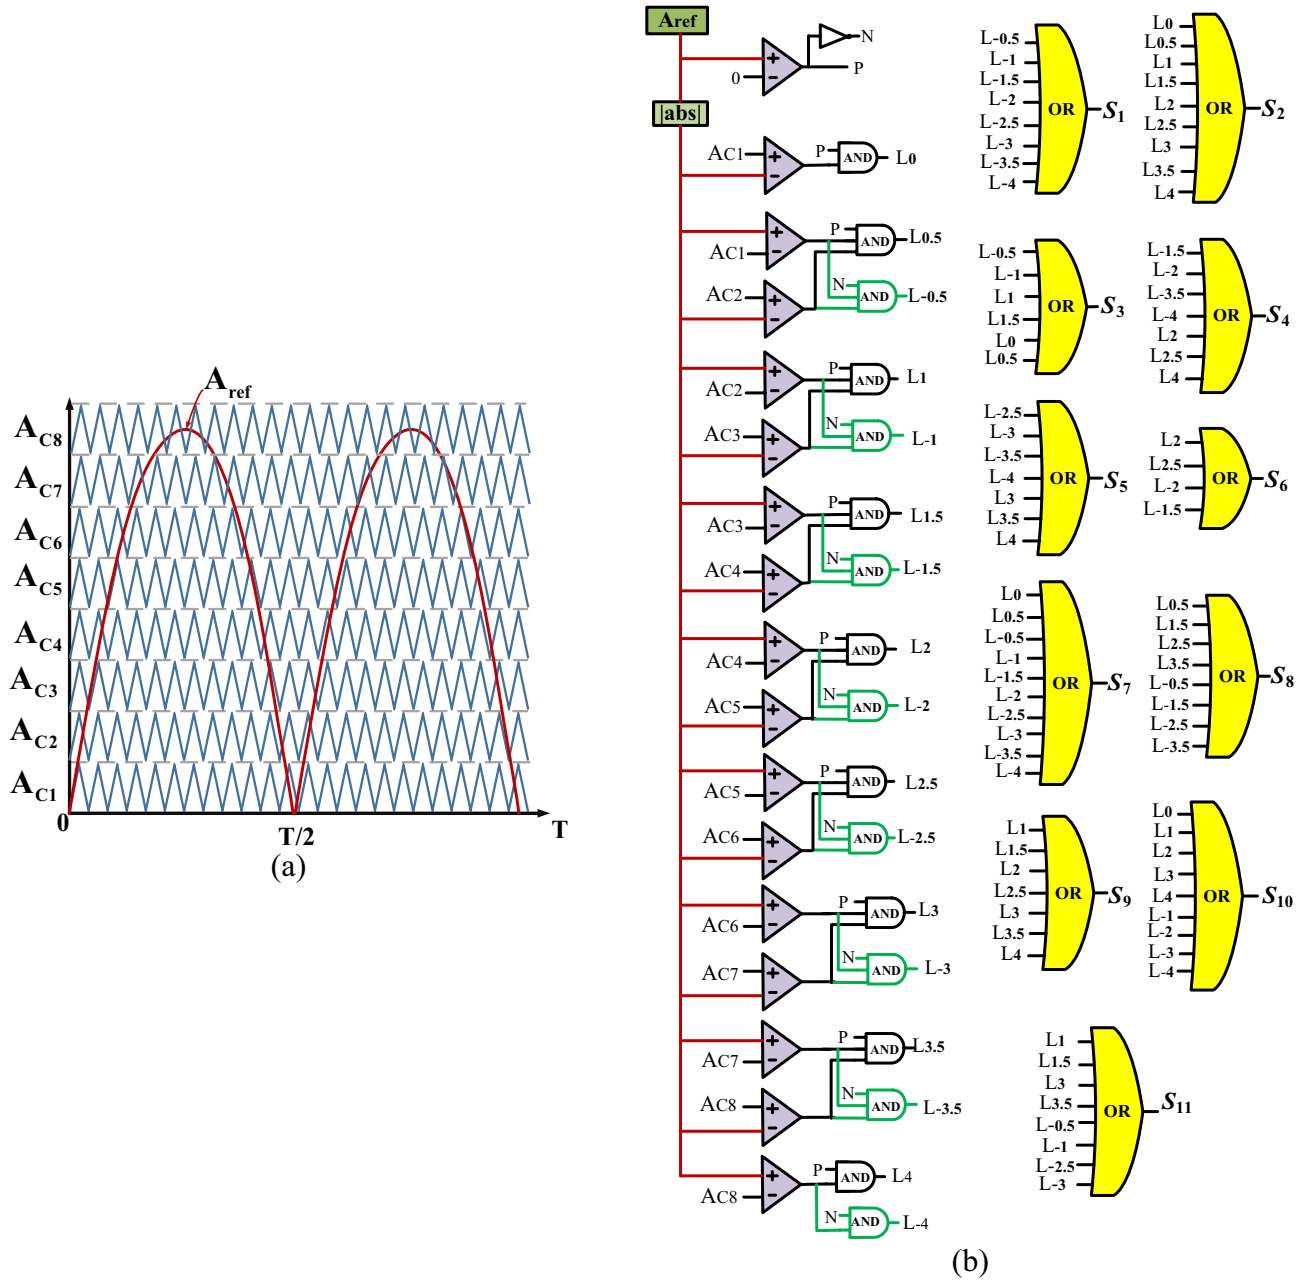 A_ref
A_C8
A_C7
A_C6
A_C5
A_C4
A_C3
A_C2
A_C1
0
T/2
T
(a)
Aref
+
−
0
N
P
|abs|
AC1
+
−
P
AND
L0
+
−
AC1
P
AND
L0.5
AC2
+
−
N
AND
L-0.5
+
−
AC2
P
AND
L1
AC3
+
−
N
AND
L-1
+
−
AC3
P
AND
L1.5
AC4
+
−
N
AND
L-1.5
+
−
AC4
P
AND
L2
AC5
+
−
N
AND
L-2
+
−
AC5
P
AND
L2.5
AC6
+
−
N
AND
L-2.5
+
−
AC6
P
AND
L3
AC7
+
−
N
AND
L-3
+
−
AC7
P
AND
L3.5
AC8
+
−
N
AND
L-3.5
+
−
AC8
P
AND
L4
N
AND
L-4
L-0.5
L-1
L-1.5
L-2
L-2.5
L-3
L-3.5
L-4
OR
S1
L0
L0.5
L1
L1.5
L2
L2.5
L3
L3.5
L4
OR
S2
L-0.5
L-1
L1
L1.5
L0
L0.5
OR
S3
L-1.5
L-2
L-3.5
L-4
L2
L2.5
L4
OR
S4
L-2.5
L-3
L-3.5
L-4
L3
L3.5
L4
OR
S5
L2
L2.5
L-2
L-1.5
OR
S6
L0
L0.5
L-0.5
L-1
L-1.5
L-2
L-2.5
L-3
L-3.5
L-4
OR
S7
L0.5
L1.5
L2.5
L3.5
L-0.5
L-1.5
L-2.5
L-3.5
OR
S8
L1
L1.5
L2
L2.5
L3
L3.5
L4
OR
S9
L0
L1
L2
L3
L4
L-1
L-2
L-3
L-4
OR
S10
L1
L1.5
L3
L3.5
L-0.5
L-1
L-2.5
L-3
OR
S11
(b)